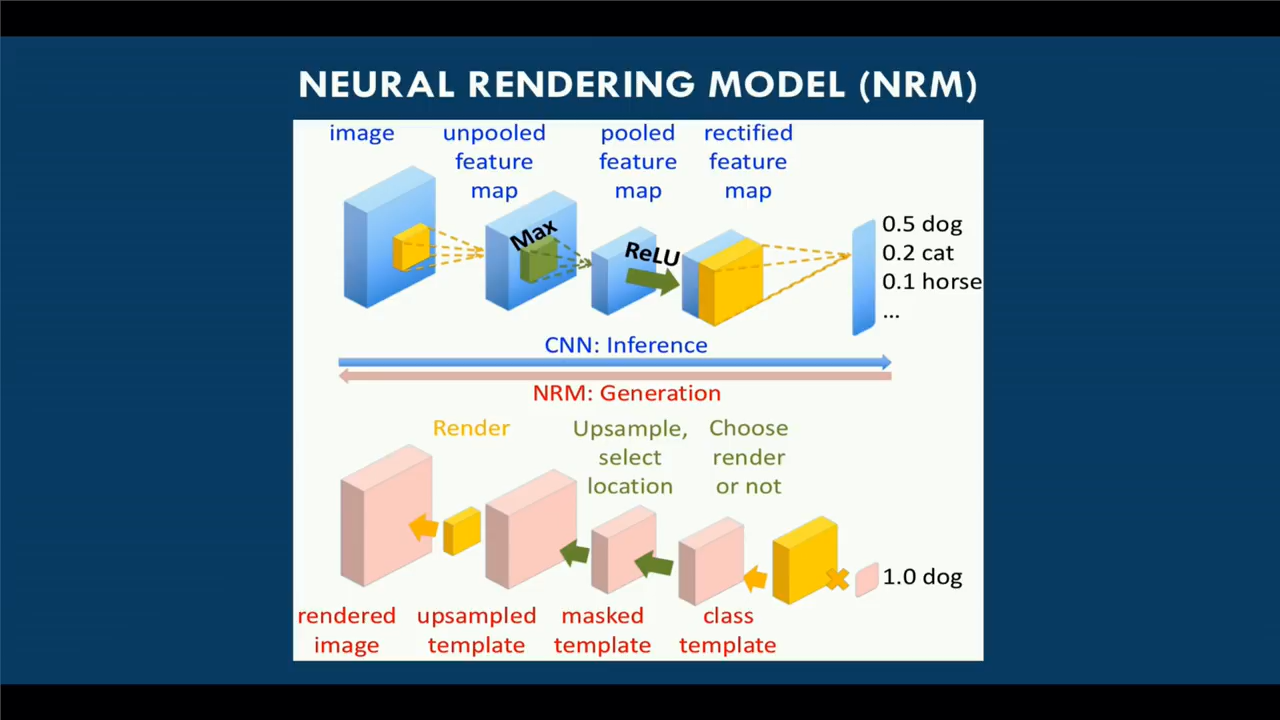 NEURAL RENDERING MODEL (NRM)
image
unpooled
feature
map
pooled
feature
map
rectified
feature
map
Max
ReLU
0.5 dog
0.2 cat
0.1 horse
...
CNN: Inference
NRM: Generation
Render
Upsample,
select
location
Choose
render
or not
1.0 dog
rendered
image
upsampled
template
masked
template
class
template